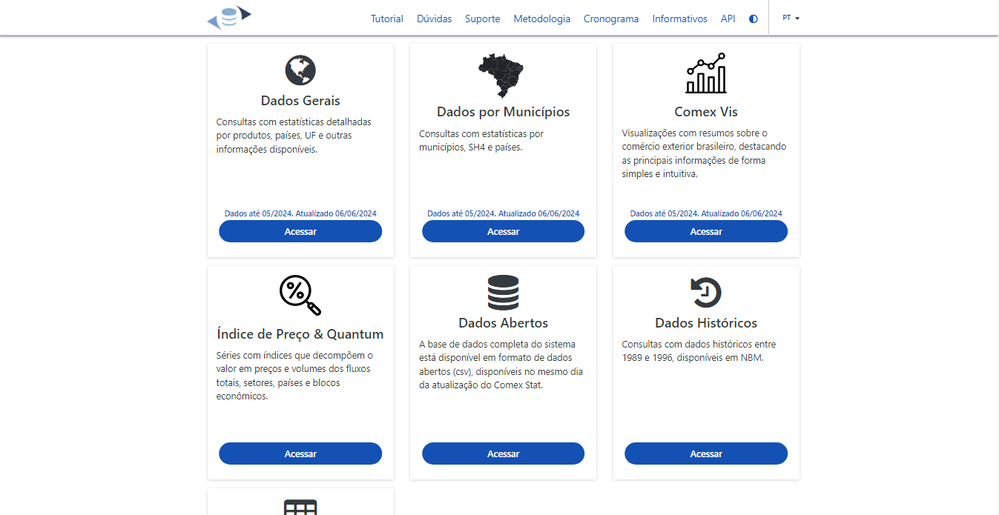 Tutorial Dúvidas Suporte Metodologia Cronograma Informativos API PT
Dados Gerais
Consultas com estatísticas detalhadas
por produtos, países, UF e outras
informações disponíveis.
Dados até 05/2024. Atualizado 06/06/2024
Acessar
Dados por Municípios
Consultas com estatísticas por
municípios, SH4 e países.
Dados até 05/2024. Atualizado 06/06/2024
Acessar
Comex Vis
Visualizações com resumos sobre o
comércio exterior brasileiro, destacando
as principais informações de forma
simples e intuitiva.
Dados até 05/2024. Atualizado 06/06/2024
Acessar
Índice de Preço & Quantum
Séries com índices que decompõem o
valor em preços e volumes dos fluxos
totais, setores, países e blocos
econômicos.
Acessar
Dados Abertos
A base de dados completa do sistema
está disponível em formato de dados
abertos (csv), disponíveis no mesmo dia
da atualização do Comex Stat.
Acessar
Dados Históricos
Consultas com dados históricos entre
1989 e 1996, disponíveis em NBM.
Acessar